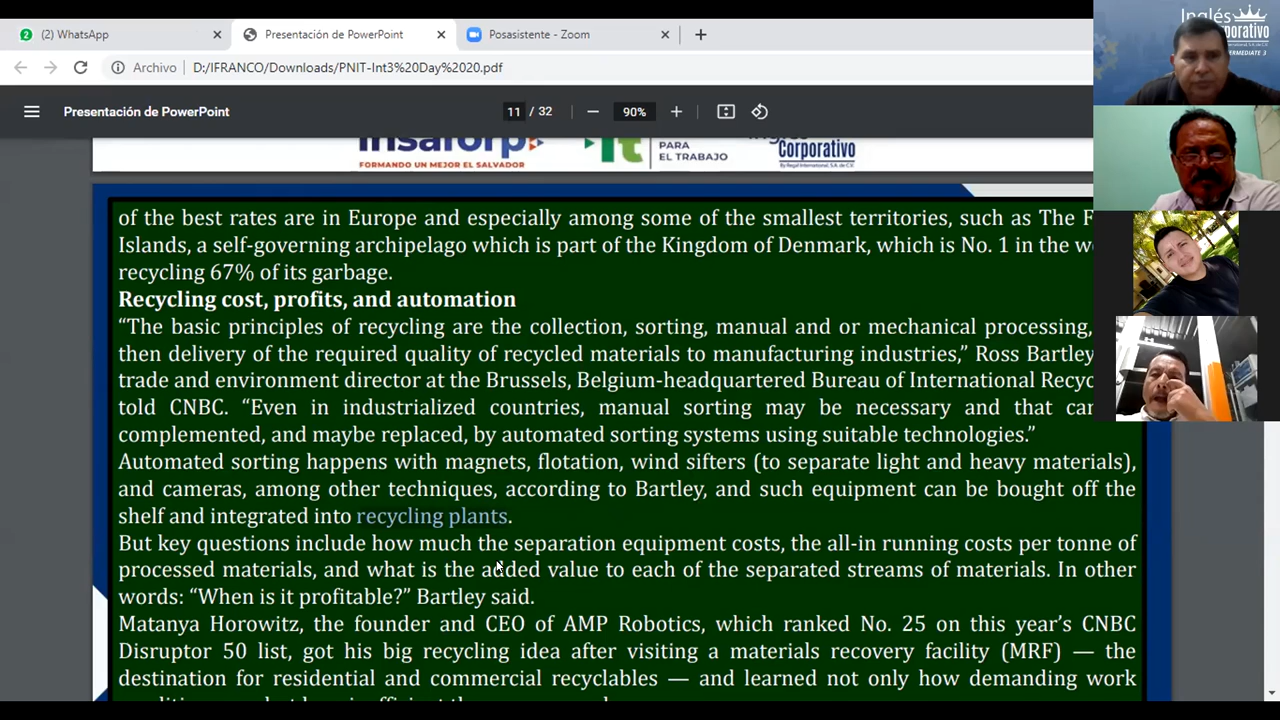 (2) WhatsApp
Presentación de PowerPoint
Posasistente - Zoom
Archivo
D:/IFRANCO/Downloads/PNIT-Int3%20Day%2020.pdf
Presentación de PowerPoint
11 / 32
90%
Inglés
FORMANDO UN MEJOR EL SALVADOR
PARA
EL TRABAJO
Corporativo
of the best rates are in Europe and especially among some of the smallest territories, such as The F
Islands, a self-governing archipelago which is part of the Kingdom of Denmark, which is No. 1 in the w
recycling 67% of its garbage.
Recycling cost, profits, and automation
“The basic principles of recycling are the collection, sorting, manual and or mechanical processing,
then delivery of the required quality of recycled materials to manufacturing industries,” Ross Bartley
trade and environment director at the Brussels, Belgium-headquartered Bureau of International Recyc
told CNBC. “Even in industrialized countries, manual sorting may be necessary and that can
complemented, and maybe replaced, by automated sorting systems using suitable technologies.”
Automated sorting happens with magnets, flotation, wind sifters (to separate light and heavy materials),
and cameras, among other techniques, according to Bartley, and such equipment can be bought off the
shelf and integrated into recycling plants.
But key questions include how much the separation equipment costs, the all-in running costs per tonne of
processed materials, and what is the added value to each of the separated streams of materials. In other
words: “When is it profitable?” Bartley said.
Matanya Horowitz, the founder and CEO of AMP Robotics, which ranked No. 25 on this year’s CNBC
Disruptor 50 list, got his big recycling idea after visiting a materials recovery facility (MRF) — the
destination for residential and commercial recyclables — and learned not only how demanding work